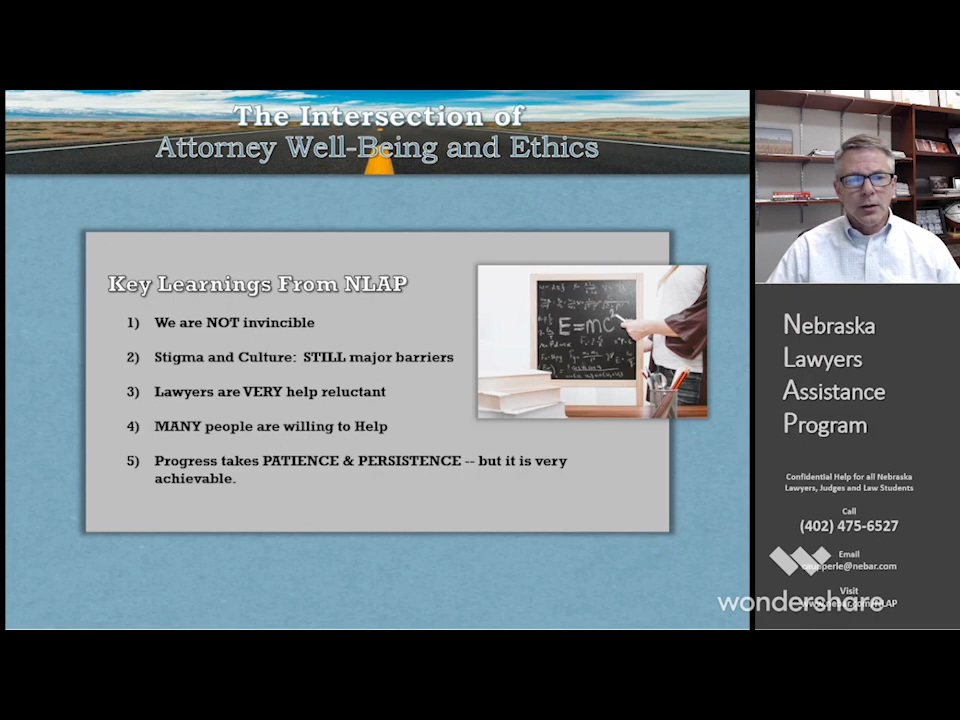 The Intersection of
Attorney Well-Being and Ethics
Key Learnings From NLAP
1) We are NOT invincible
2) Stigma and Culture: STILL major barriers
3) Lawyers are VERY help reluctant
4) MANY people are willing to Help
5) Progress takes PATIENCE & PERSISTENCE -- but it is very
achievable.
E=mc²
Nebraska
Lawyers
Assistance
Program
Confidential Help for all Nebraska
Lawyers, Judges and Law Students
Call
(402) 475-6527
Email
Visit
wondershare